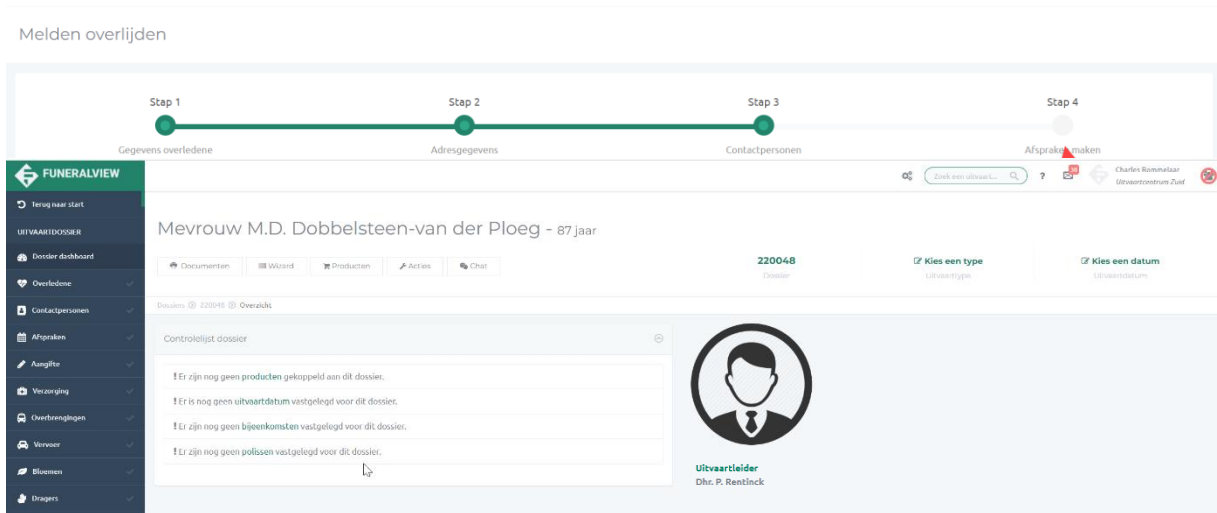 Melden overlijden
Stap 1
Stap 2
Stap 3
Stap 4
Gegevens overledene
Adresgegevens
Contactpersonen
Afspraken maken
FUNERALVIEW
Zoek een uitvaart...
?
Charles Rommelaar
Uitvaartcentrum Zuid
Terug naar start
UITVAARTDOSSIER
Mevrouw M.D. Dobbelsteen-van der Ploeg - 87 jaar
Dossier dashboard
Documenten
Wizard
Producten
Acties
Chat
220048
Dossier
Kies een type
Uitvaarttype
Kies een datum
Uitvaartdatum
Overledene
Contactpersonen
Dossiers 220048 Overzicht
Afspraken
Controlelijst dossier
Aangifte
! Er zijn nog geen producten gekoppeld aan dit dossier.
Verzorging
! Er is nog geen uitvaartdatum vastgelegd voor dit dossier.
Overbrengingen
! Er zijn nog geen bijeenkomsten vastgelegd voor dit dossier.
Vervoer
! Er zijn nog geen polissen vastgelegd voor dit dossier.
Bloemen
Uitvaartleider
Dhr. P. Rentinck
Dragers